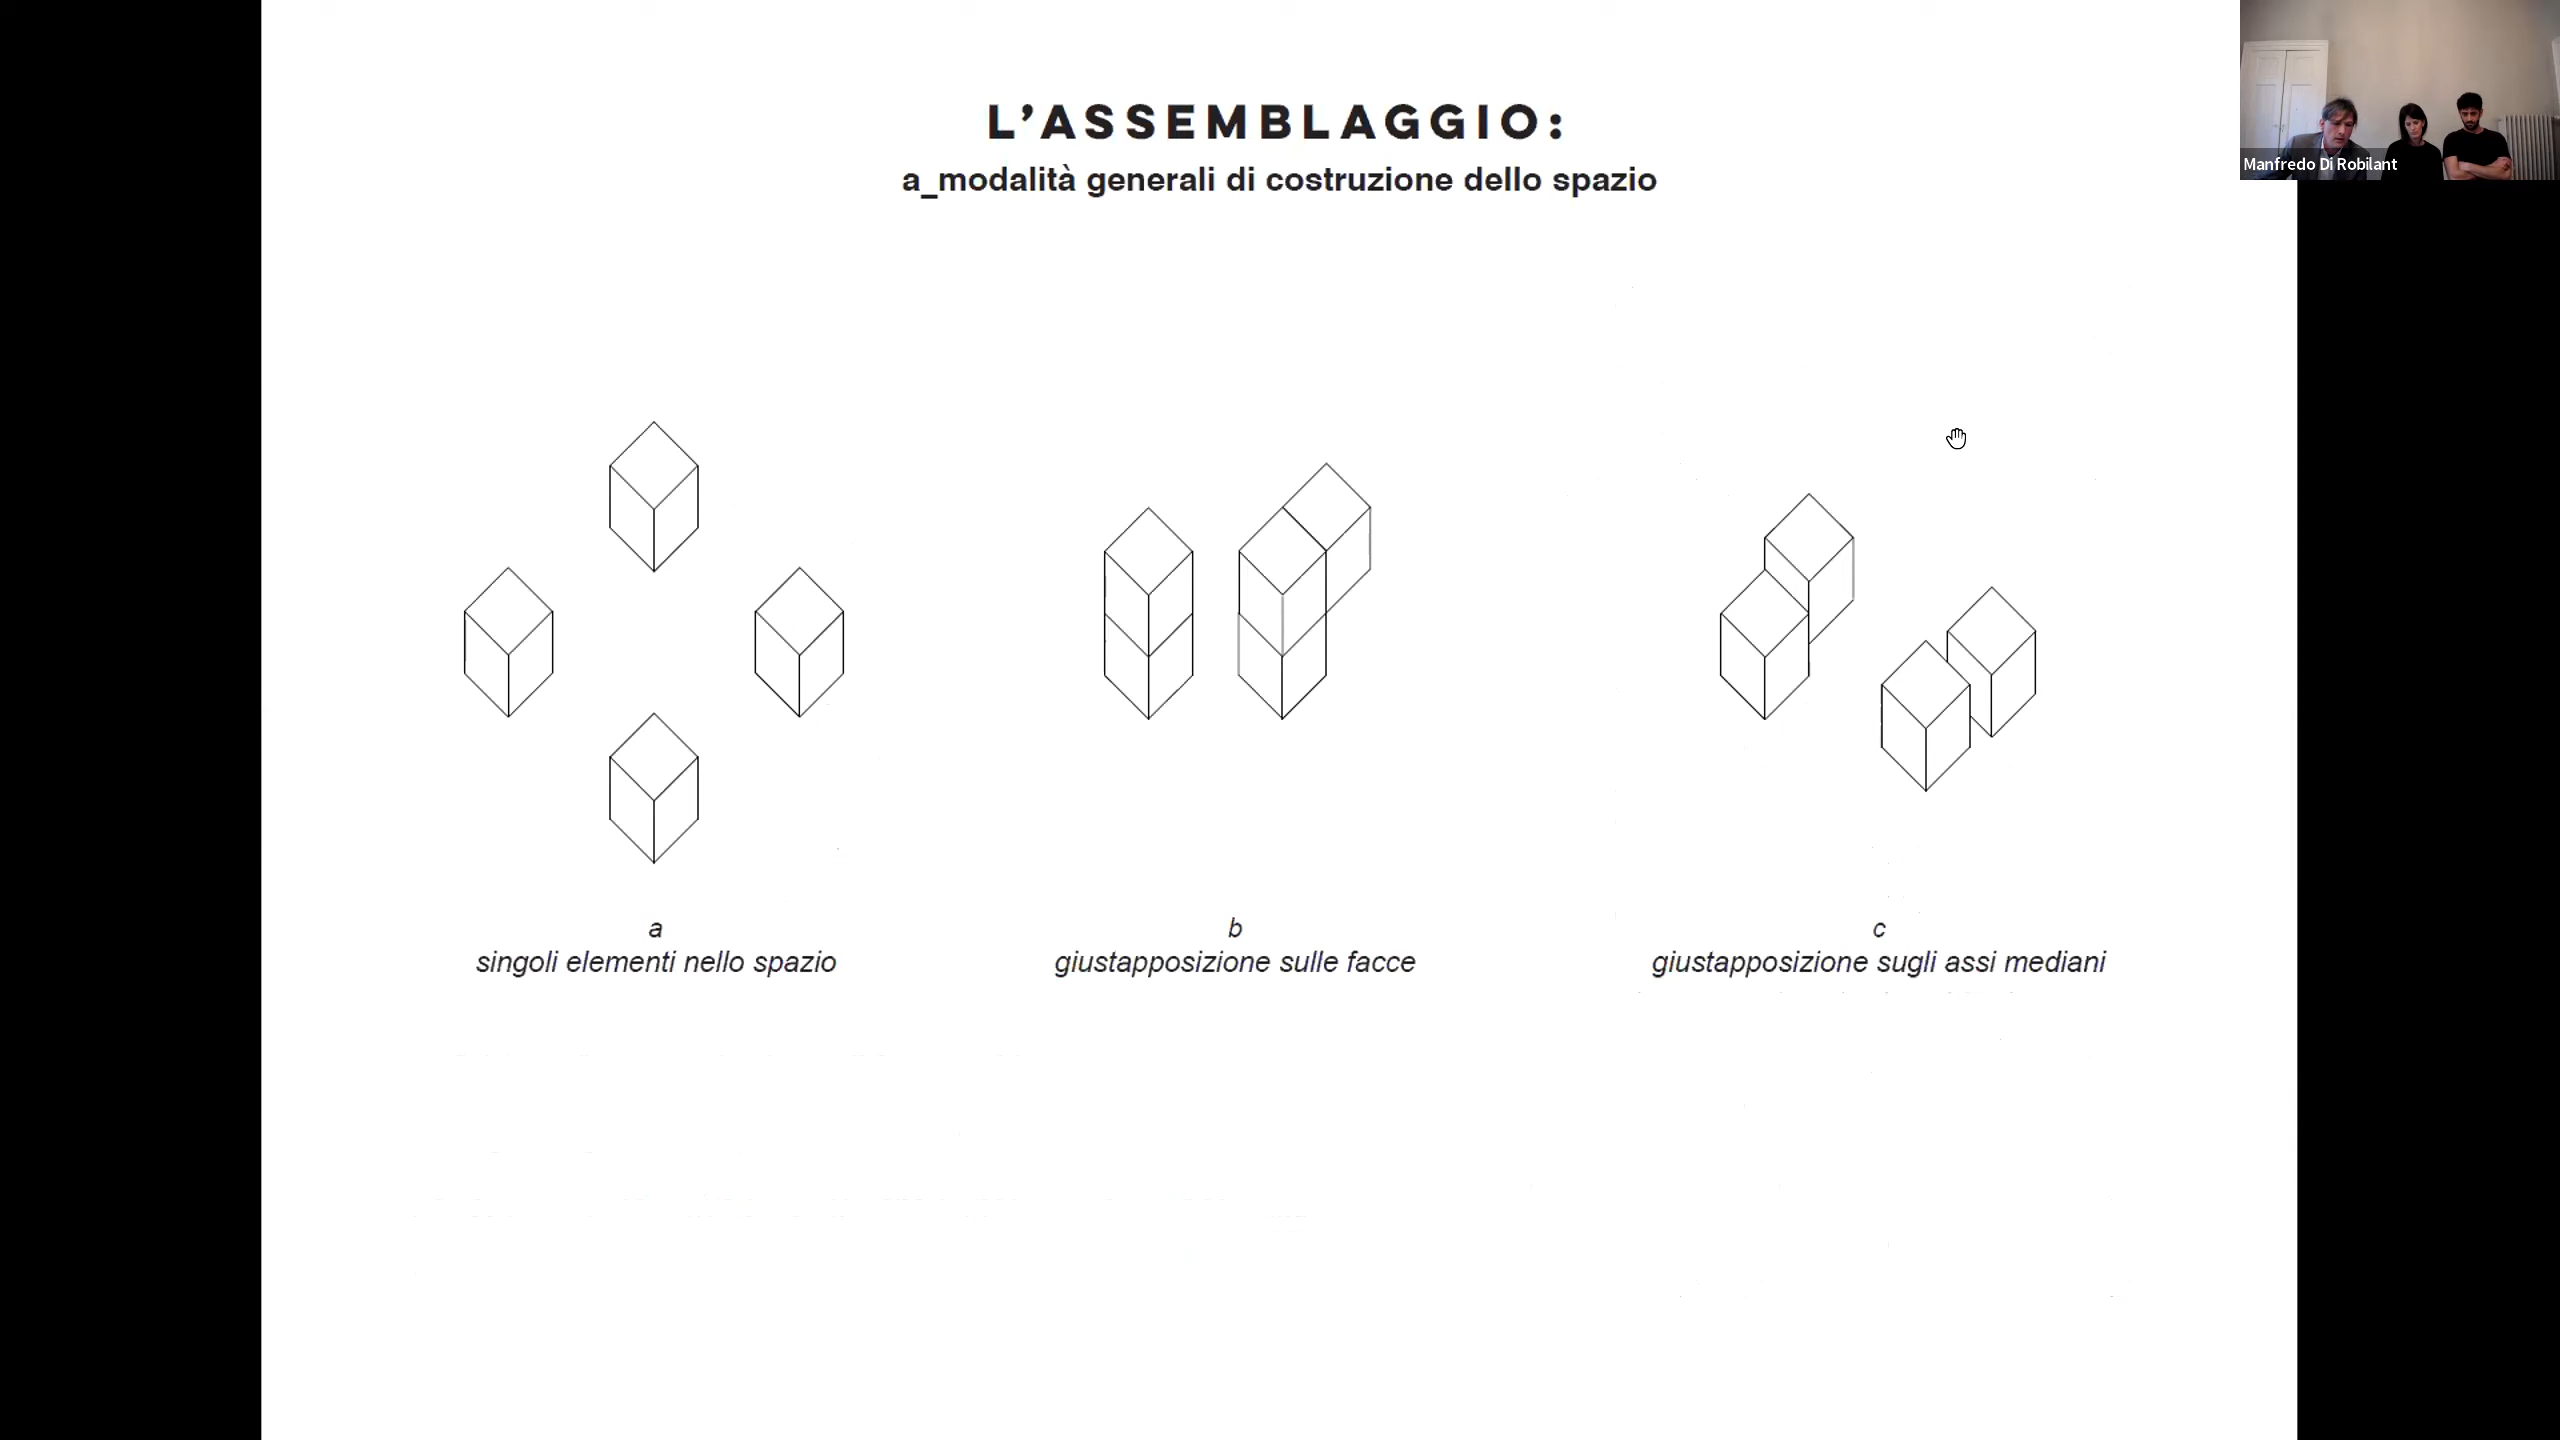 L’ASSEMBLAGGIO:
a_modalità generali di costruzione dello spazio
Manfredo Di Robilant
a
singoli elementi nello spazio
b
giustapposizione sulle facce
c
giustapposizione sugli assi mediani